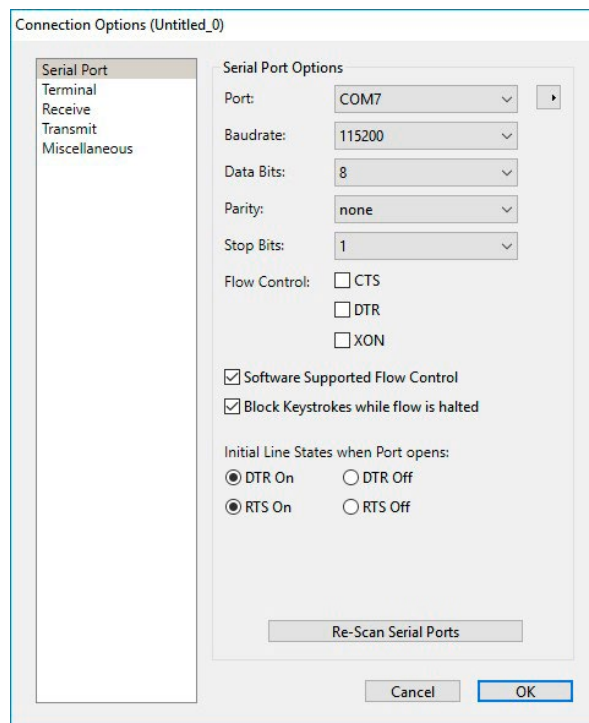 Connection Options (Untitled_0)
Serial Port
Terminal
Receive
Transmit
Miscellaneous
Serial Port Options
Port: COM7
Baudrate: 115200
Data Bits: 8
Parity: none
Stop Bits: 1
Flow Control: CTS
DTR
XON
Software Supported Flow Control
Block Keystrokes while flow is halted
Initial Line States when Port opens:
DTR On DTR Off
RTS On RTS Off
Re-Scan Serial Ports
Cancel OK